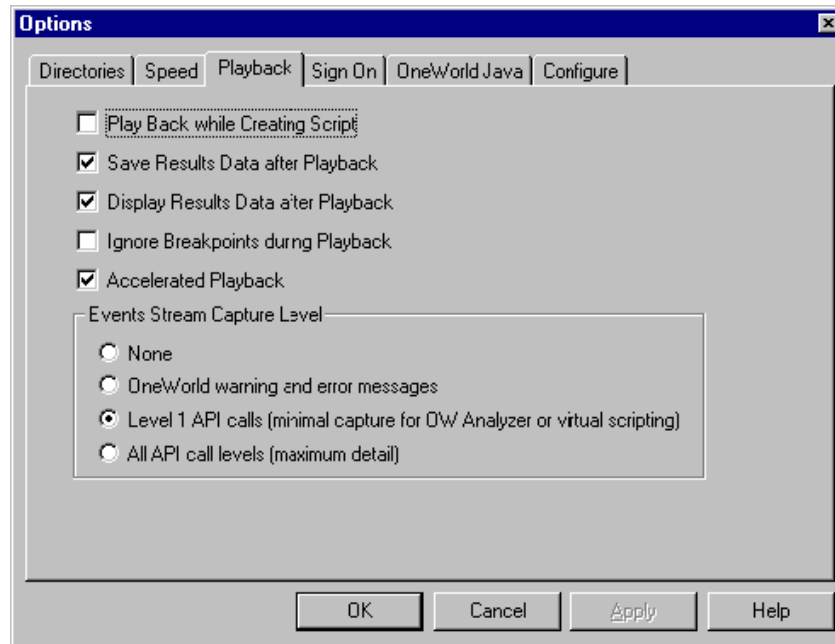 Options
Directories Speed Playback Sign On OneWorld Java Configure
Play Back while Creating Script
Save Results Data after Playback
Display Results Data after Playback
Ignore Breakpoints during Playback
Accelerated Playback
Events Stream Capture Level
None
OneWorld warning and error messages
Level 1 API calls (minimal capture for OW Analyzer or virtual scripting)
All API call levels (maximum detail)
OK Cancel Apply Help